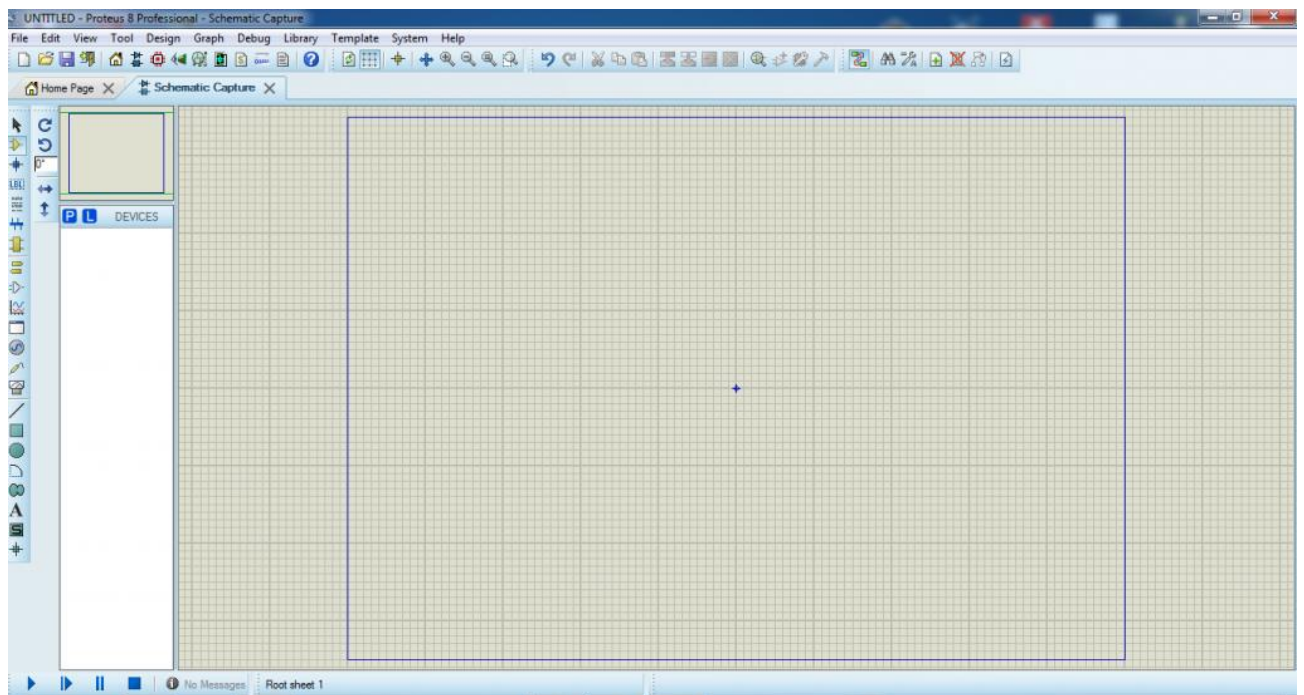 UNTITLED - Proteus 8 Professional - Schematic Capture
File Edit View Tool Design Graph Debug Library Template System Help
Home Page Schematic Capture
0°
LBL
P L DEVICES
A
No Messages Root sheet 1